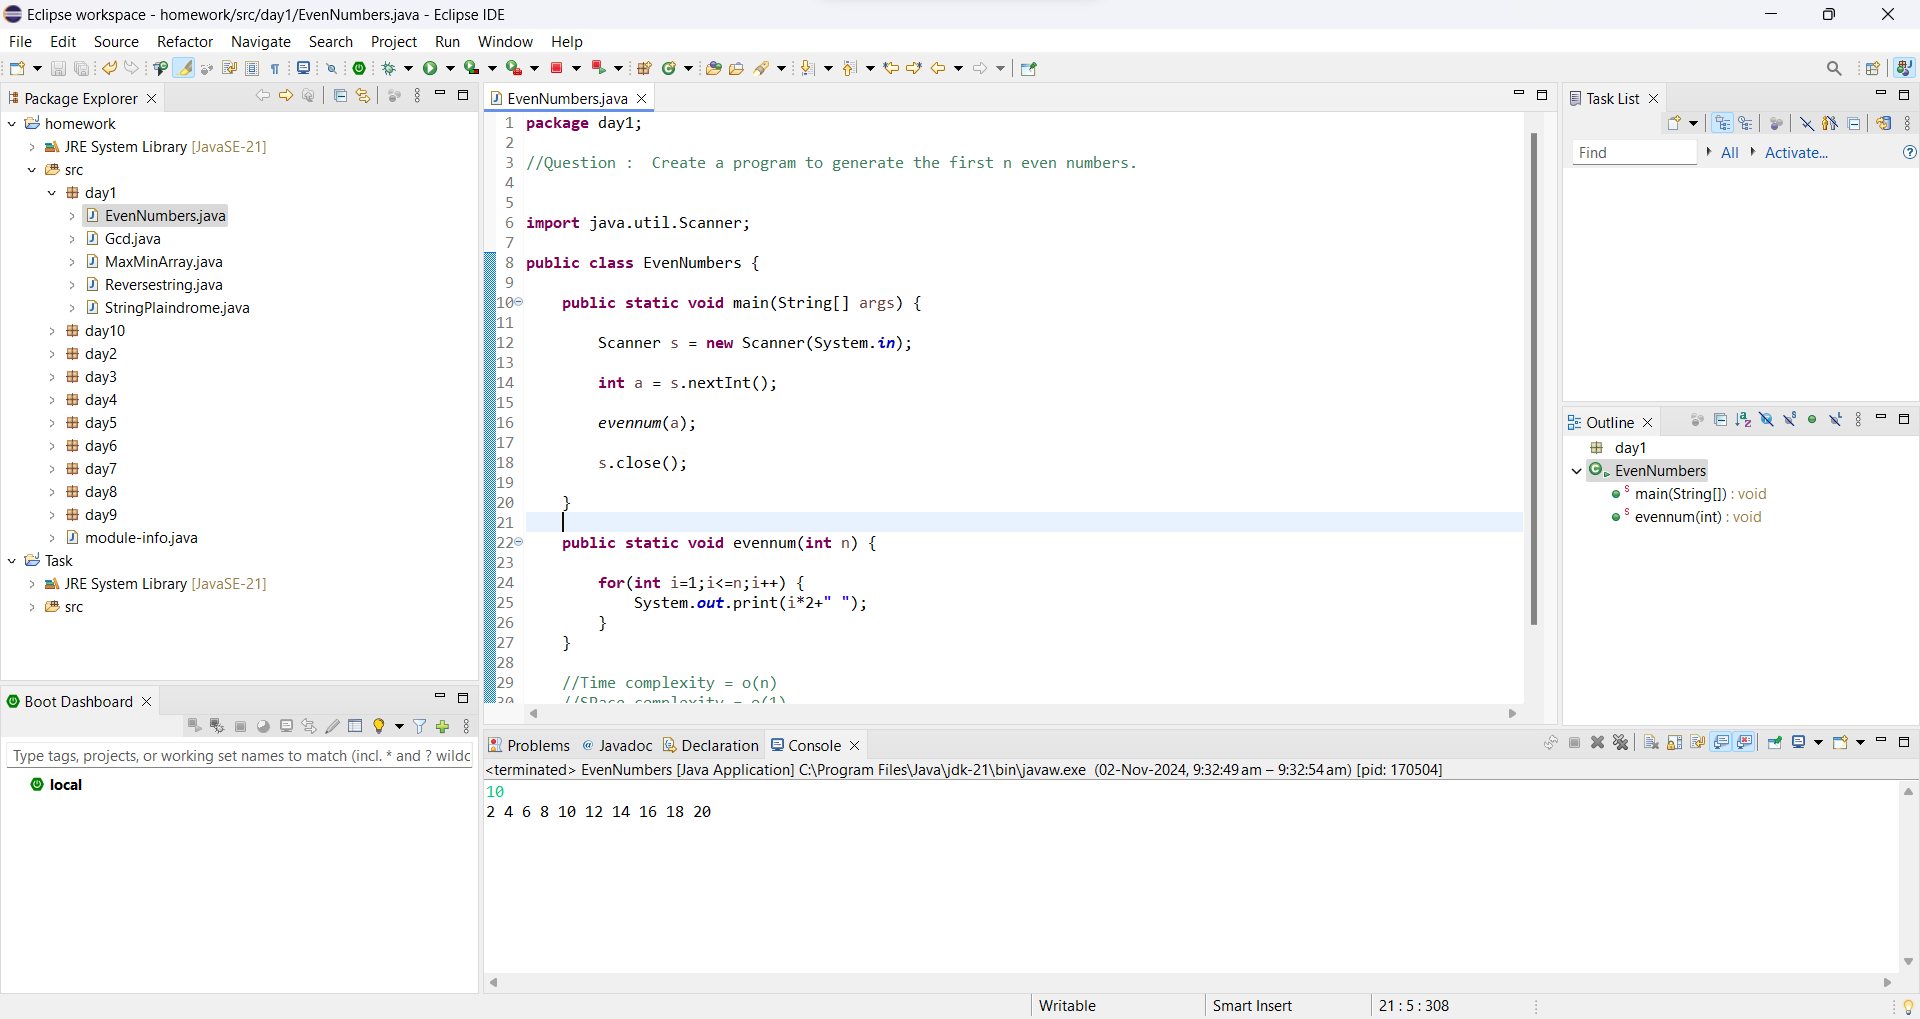 Eclipse workspace - homework/src/day1/EvenNumbers.java - Eclipse IDE
File Edit Source Refactor Navigate Search Project Run Window Help
Package Explorer
homework
JRE System Library [JavaSE-21]
src
day1
EvenNumbers.java
Gcd.java
MaxMinArray.java
Reversestring.java
StringPlaindrome.java
day10
day2
day3
day4
day5
day6
day7
day8
day9
module-info.java
Task
JRE System Library [JavaSE-21]
src
Boot Dashboard
Type tags, projects, or working set names to match (incl. * and ? wildc
local
EvenNumbers.java
1 package day1;
2
3 //Question :  Create a program to generate the first n even numbers.
4
5
6 import java.util.Scanner;
7
8 public class EvenNumbers {
9
10     public static void main(String[] args) {
11
12         Scanner s = new Scanner(System.in);
13
14         int a = s.nextInt();
15
16         evennum(a);
17
18         s.close();
19
20     }
21
22     public static void evennum(int n) {
23
24         for(int i=1;i<=n;i++) {
25             System.out.print(i*2+" ");
26         }
27     }
28
29     //Time complexity = o(n)
30     //SPace complexity = o(1)
Task List
Find All Activate...
Outline
day1
EvenNumbers
main(String[]) : void
evennum(int) : void
Problems @ Javadoc Declaration Console
<terminated> EvenNumbers [Java Application] C:\Program Files\Java\jdk-21\bin\javaw.exe (02-Nov-2024, 9:32:49 am – 9:32:54 am) [pid: 170504]
10
2 4 6 8 10 12 14 16 18 20
Writable Smart Insert 21 : 5 : 308